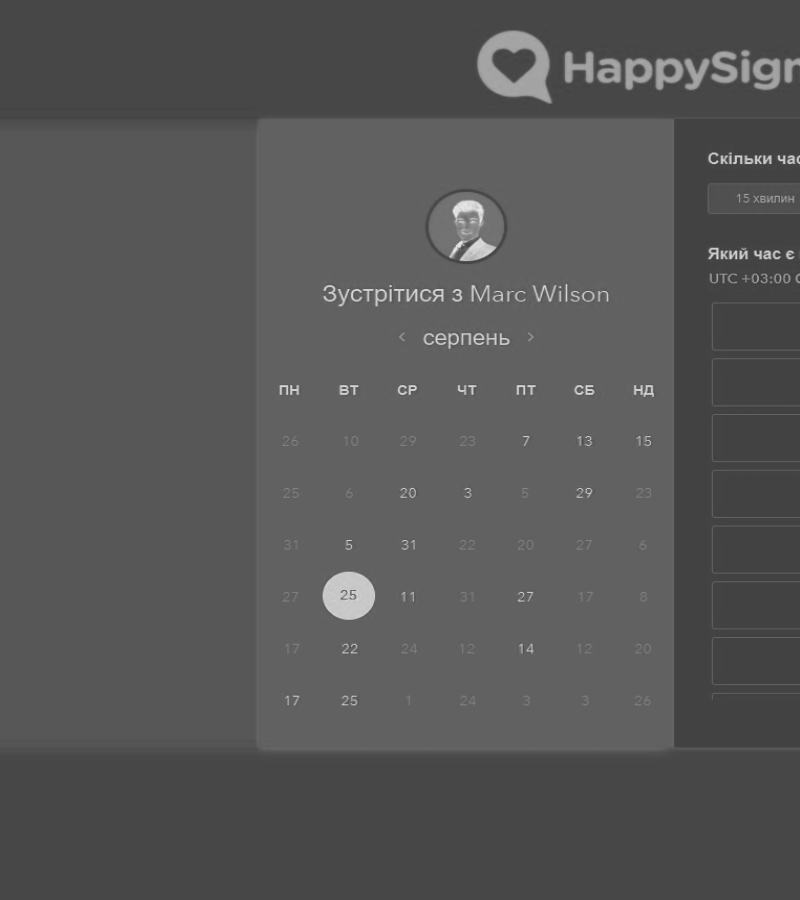 HappySign
Зустрітися з Marc Wilson
серпень
ПН ВТ СР ЧТ ПТ СБ НД
26 10 29 23 7 13 15
25 6 20 3 5 29 23
31 5 31 22 20 27 6
27 25 11 31 27 17 8
17 22 24 12 14 12 20
17 25 1 24 3 3 26
Скільки час
15 хвилин
Який час є
UTC +03:00